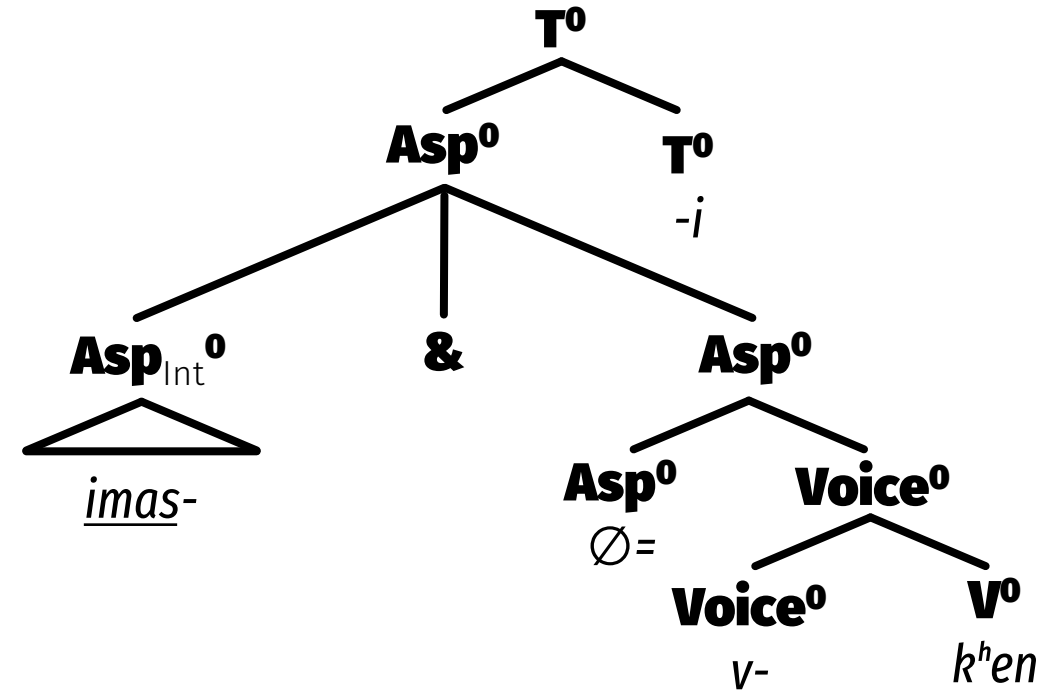 T⁰
Asp⁰
T⁰
-i
Asp_Int⁰
&
Asp⁰
imas-
Asp⁰
Voice⁰
∅=
Voice⁰
V⁰
v-
kʰen